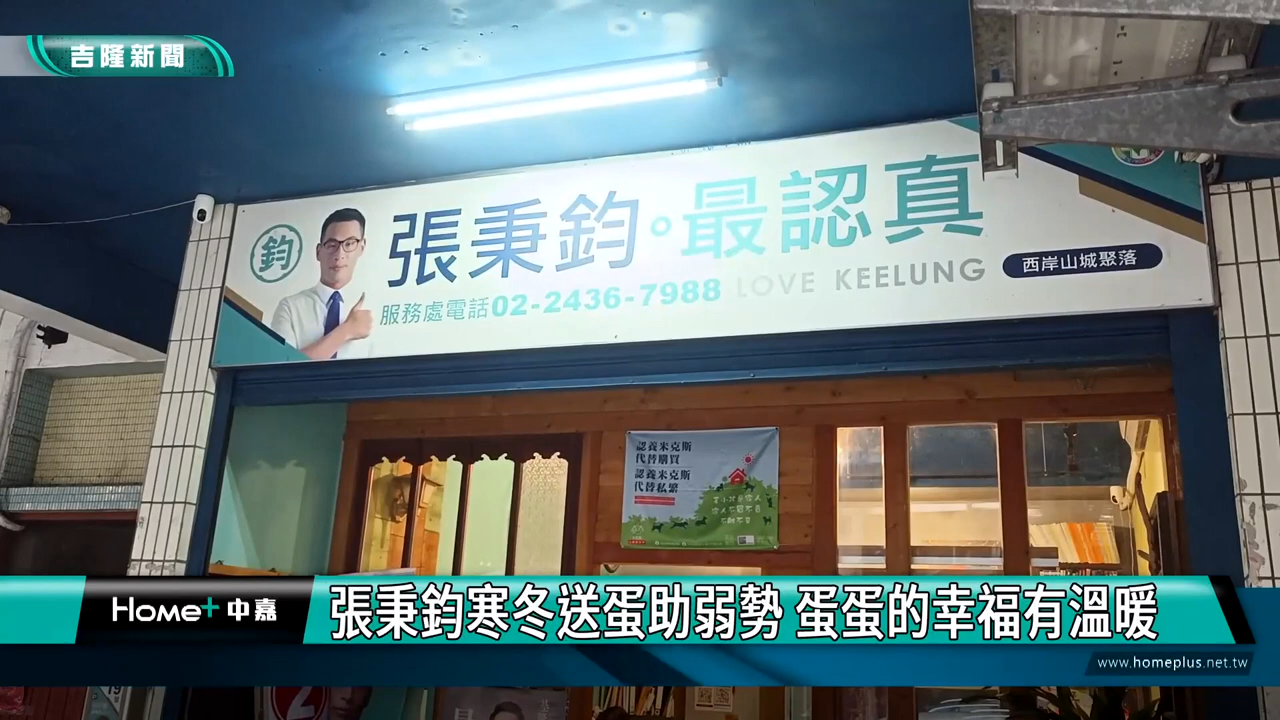 吉隆新聞
鈞
張秉鈞。最認真
服務處電話02-2436-7988
LOVE KEELUNG
西岸山城聚落
認養米克斯
代替購買
認養米克斯
代替私繁
Home+中嘉
張秉鈞寒冬送蛋助弱勢 蛋蛋的幸福有溫暖
www.homeplus.net.tw
2